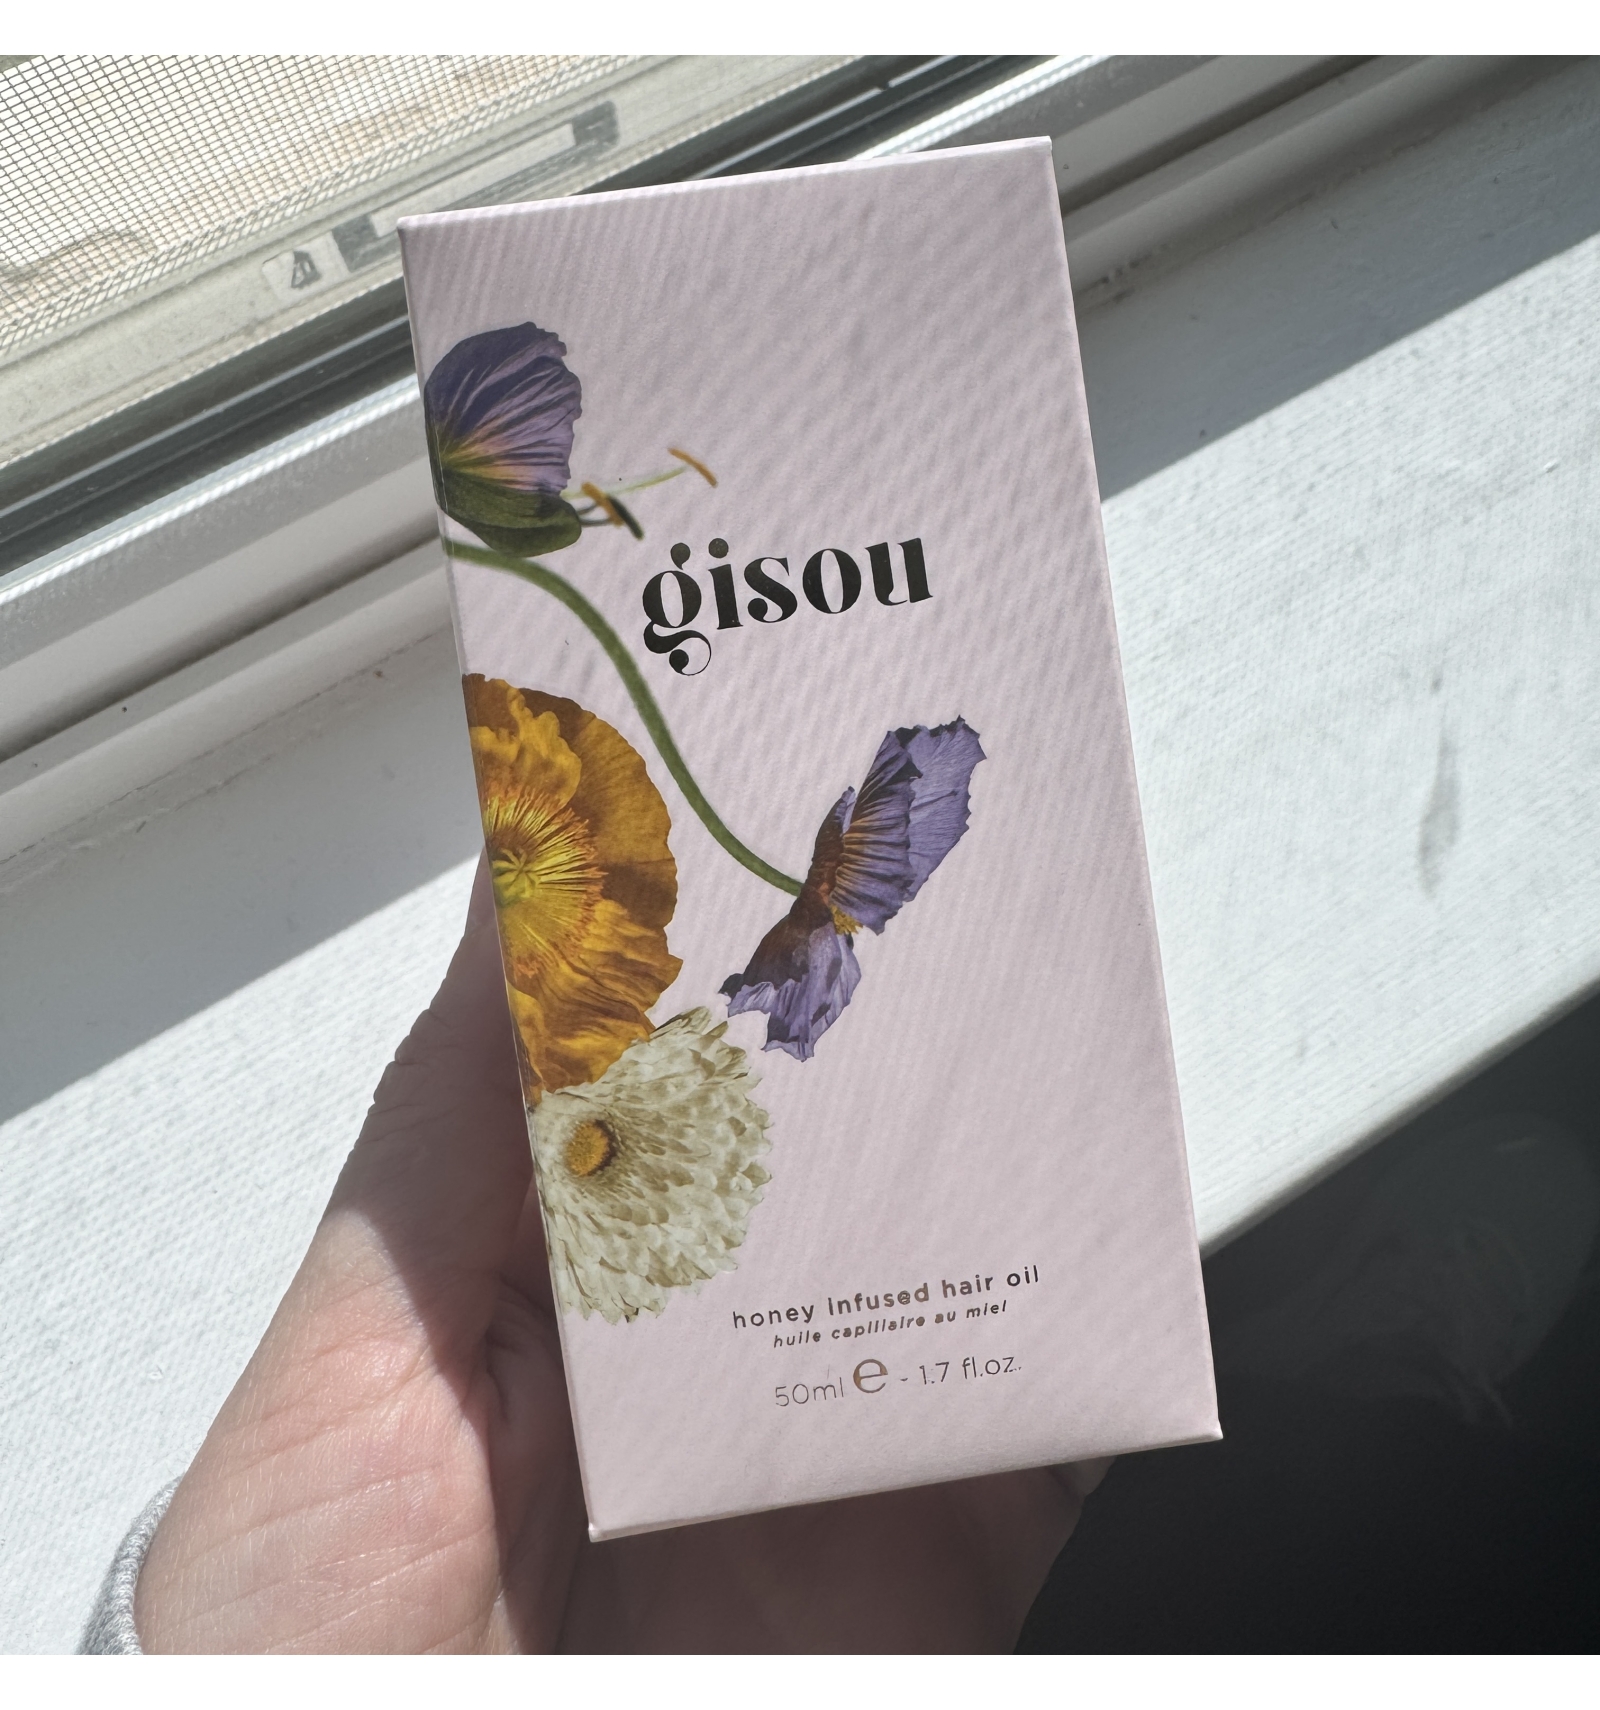 gisou
honey infused hair oil
huile capillaire au miel
50ml e - 1.7 fl.oz.